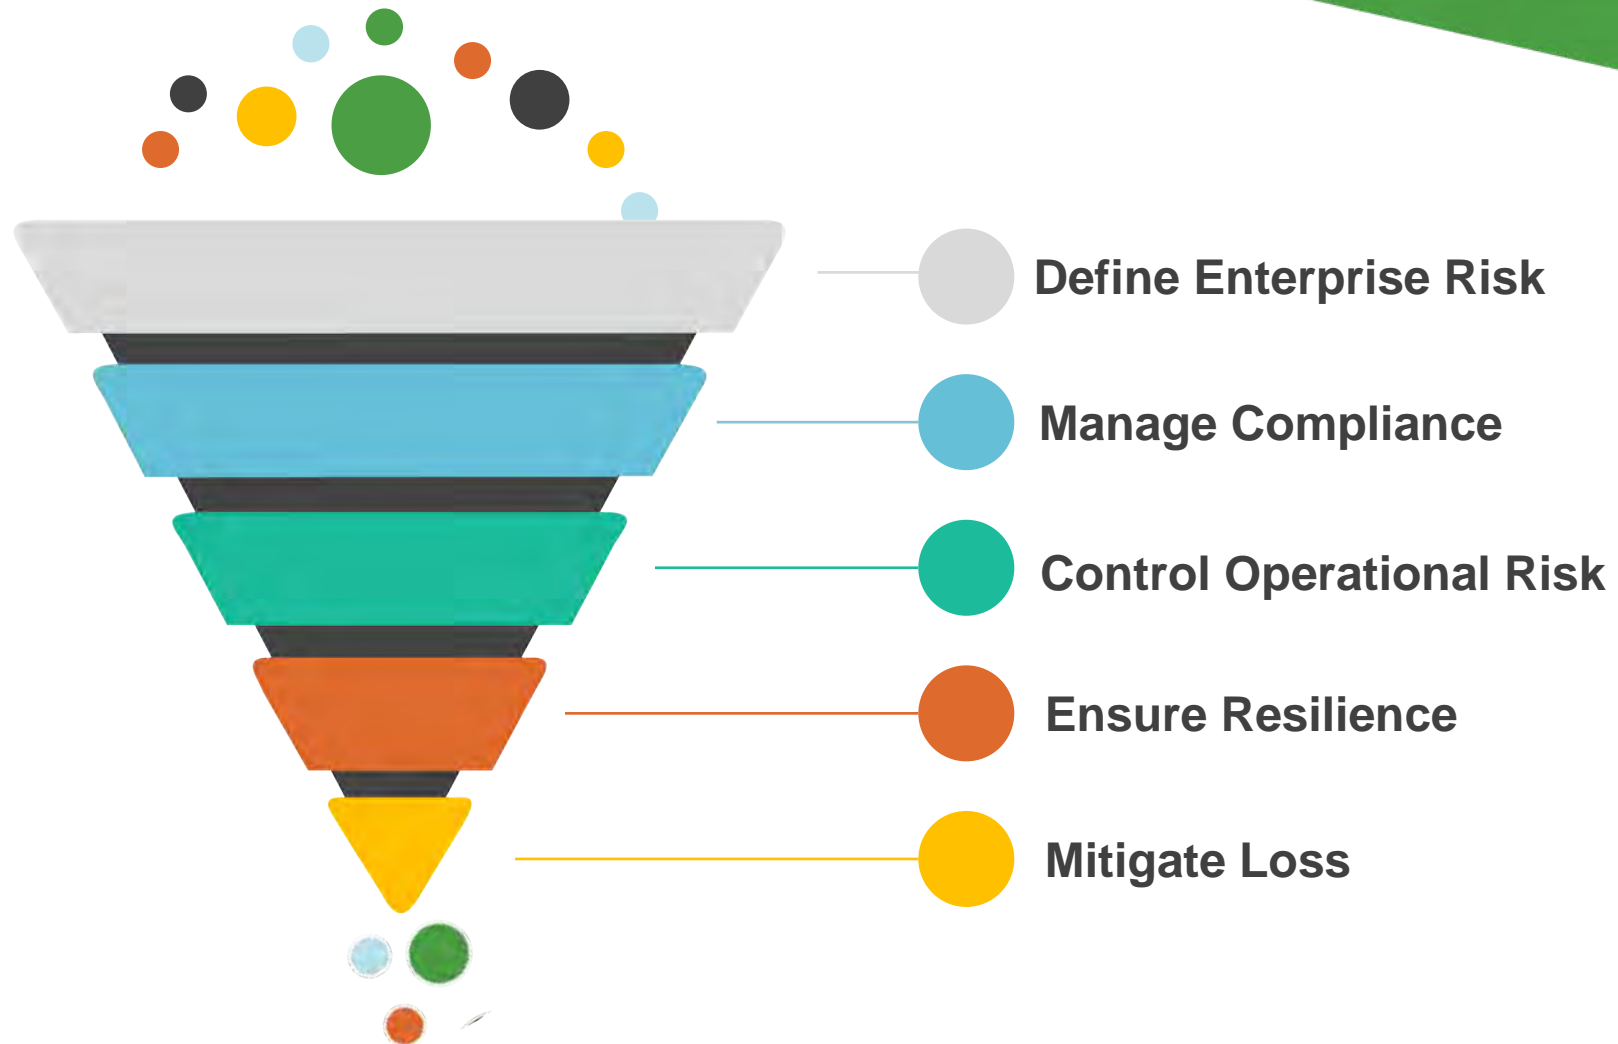 Define Enterprise Risk
Manage Compliance
Control Operational Risk
Ensure Resilience
Mitigate Loss